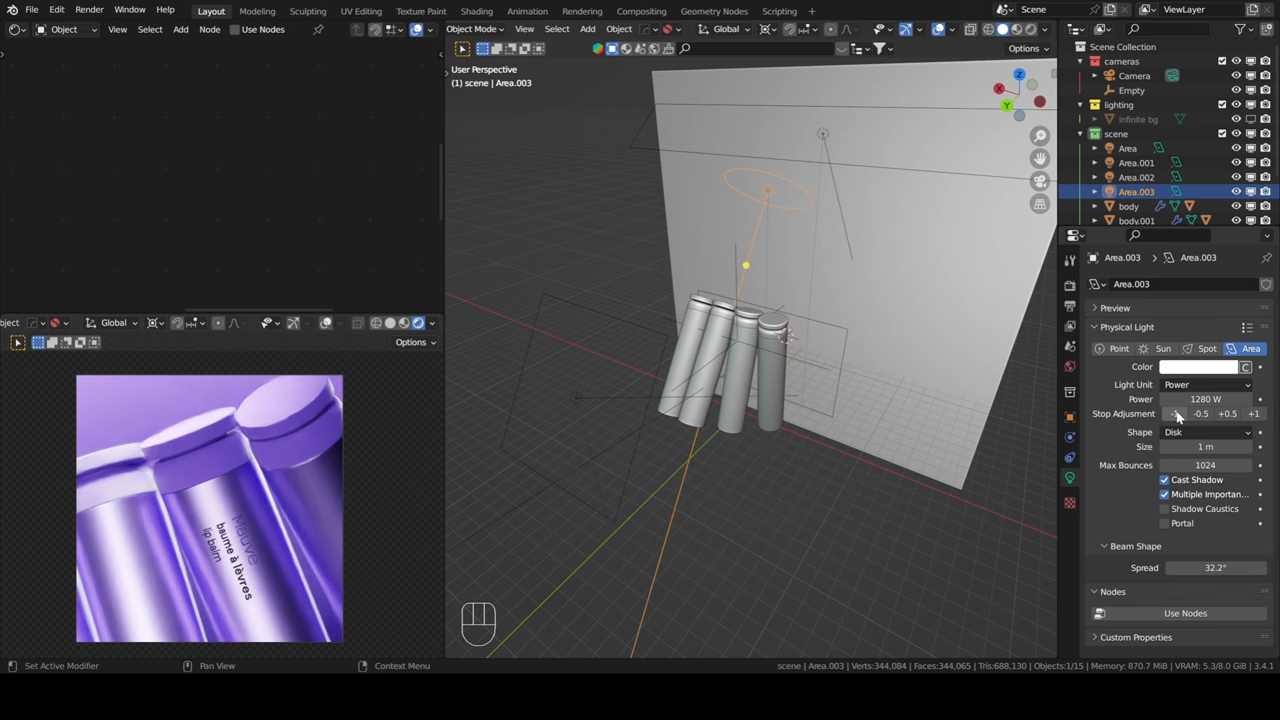 File Edit Render Window Help Layout Modeling Sculpting UV Editing Texture Paint Shading Animation Rendering Compositing Geometry Nodes Scripting Scene ViewLayer
Object View Select Add Node Use Nodes
Object Mode View Select Add Object Global
Options
User Perspective
(1) scene | Area.003
Z
X
Y
Scene Collection
cameras
Camera
Empty
lighting
infinite bg
scene
Area
Area.001
Area.002
Area.003
body
body.001
Area.003 Area.003
Area.003
Preview
Physical Light
Point Sun Spot Area
Color C
Light Unit Power
Power 1280 W
Stop Adjusment -0.5 +0.5 +1
Shape Disk
Size 1 m
Max Bounces 1024
Cast Shadow
Multiple Importan...
Shadow Caustics
Portal
Beam Shape
Spread 32.2°
Nodes
Use Nodes
Custom Properties
bject Global
Options
Mauve
baume à lèvres
lip balm
Set Active Modifier Pan View Context Menu scene | Area.003 | Verts:344,084 | Faces:344,065 | Tris:688,130 | Objects:1/15 | Memory: 870.7 MiB | VRAM: 5.3/8.0 GiB | 3.4.1